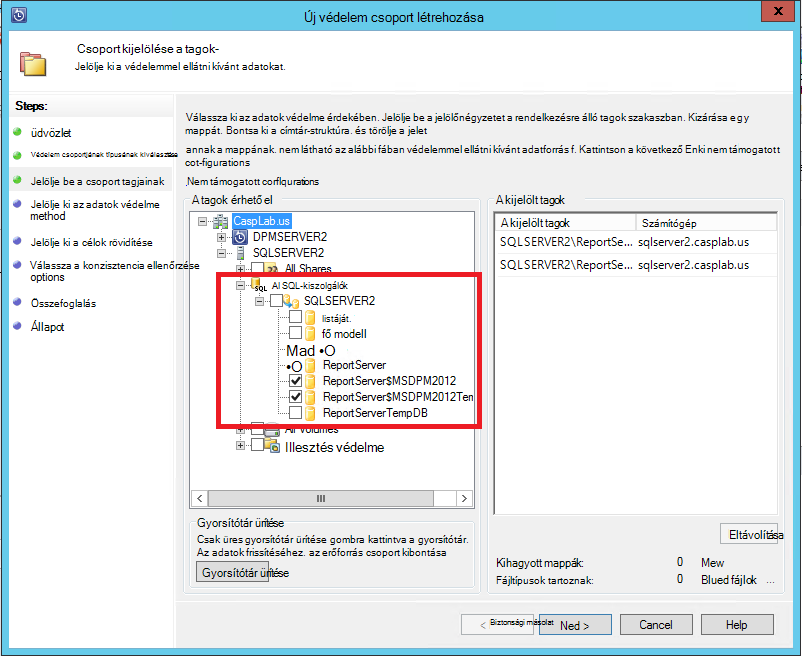 Új védelem csoport létrehozása
X
Csoport kijelölése a tagok-
Jelölje ki a védelemmel ellátni kívánt adatokat.
Steps:
üdvözlet
Védelem csoportjének típusának kiválasztása
Jelölje be a csoport tagjainak
Jelölje ki az adatok védelme
method
Jelölje ki a célok rövidítése
Válassza a konzisztencia ellenőrzése
options
Összefoglalás
Állapot
Válassza ki az adatok védelme érdekében. Jelölje be a jelölőnégyzetet a rendelkezésre álló tagok szakaszban. Kizárása egy
mappát. Bontsa ki a címtár-struktúra. és törölje a jelet
annak a mappának. nem látható az alábbi fában védelemmel ellátni kívánt adatforrás f. Kattintson a következő Enki nem támogatott
cot-figurations
,Nem támogatott corflqurations
A tagok érhető el
CaspLab.us
DPMSERVER2
SQLSERVER2
All Shares
SQL
Al SQL-kiszolgálók
SQLSERVER2
listáját.
fő modell
Mad •O
•O ReportServer
ReportServer$MSDPM2012
ReportServer$MSDPM2012Tem
ReportServerTempDB
All Volumes
Illesztés védelme
Gyorsítótár ürítése
Csak üres gyorsítótár ürítése gombra kattintva a gyorsítótár.
Az adatok frissítéséhez. az erőforrás csoport kibontása
Gyorsítótár ürítése
A kijelölt tagok
A kijelölt tagok Számítógép
SQLSERVER2\ReportSe... sqlserver2.casplab.us
SQLSERVER2\ReportSe... sqlserver2.casplab.us
Eltávolítása
Kihagyott mappák: 0 Mew
Fájltípusok tartoznak: 0 Blued fájlok ...
< Biztonsági másolat
Ned >
Cancel
Help